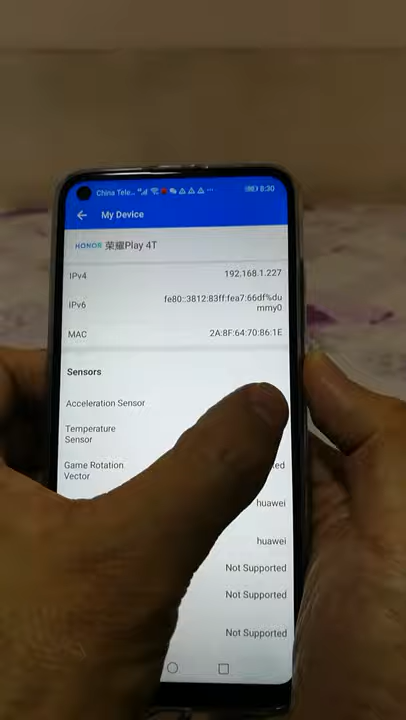 China Tele...
8:30
My Device
HONOR 荣耀Play 4T
IPv4 192.168.1.227
IPv6 fe80::3812:83ff:fea7:66df%du
mmy0
MAC 2A:8F:64:70:86:1E
Sensors
Acceleration Sensor
Temperature
Sensor
Game Rotation
Vector
huawei
huawei
Not Supported
Not Supported
Not Supported